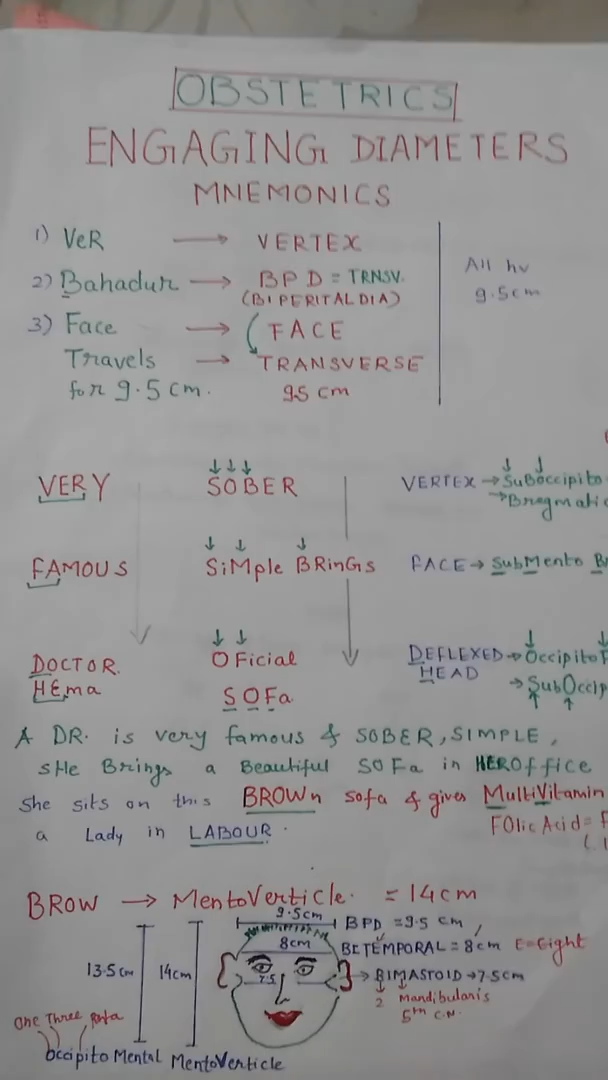 OBSTETRICS
ENGAGING DIAMETERS
MNEMONICS
1) VeR → VERTEX
2) Bahadur → BPD = TRNSV.
(BIPERITAL DIA)
All hv
9.5cm
3) Face → FACE
Travels → TRANSVERSE
for 9.5 cm. 95 cm
VERY SOBER VERTEX → SubOccipito
→ Bregmatic
FAMOUS SiMple BRinGs FACE → SubMento B
DOCTOR OFicial DEFLEXED → OccipitoF
HEma SOFa HEAD → SubOccip
A DR. is very famous & SOBER, SIMPLE,
SHe Brings a Beautiful SOFa in HEROffice
She sits on this BROWn Sofa & gives MultiVitamin
a Lady in LABOUR. FOlic Acid = F
BROW → MentoVerticle. = 14cm
9.5cm BPD = 9.5 cm,
8cm BITEMPORAL = 8cm E=Eight
13.5cm 14cm 7.5 → BIMASTOID → 7.5cm
2 Mandibularis
5th C.N.
One Three
Occipito Mental MentoVerticle